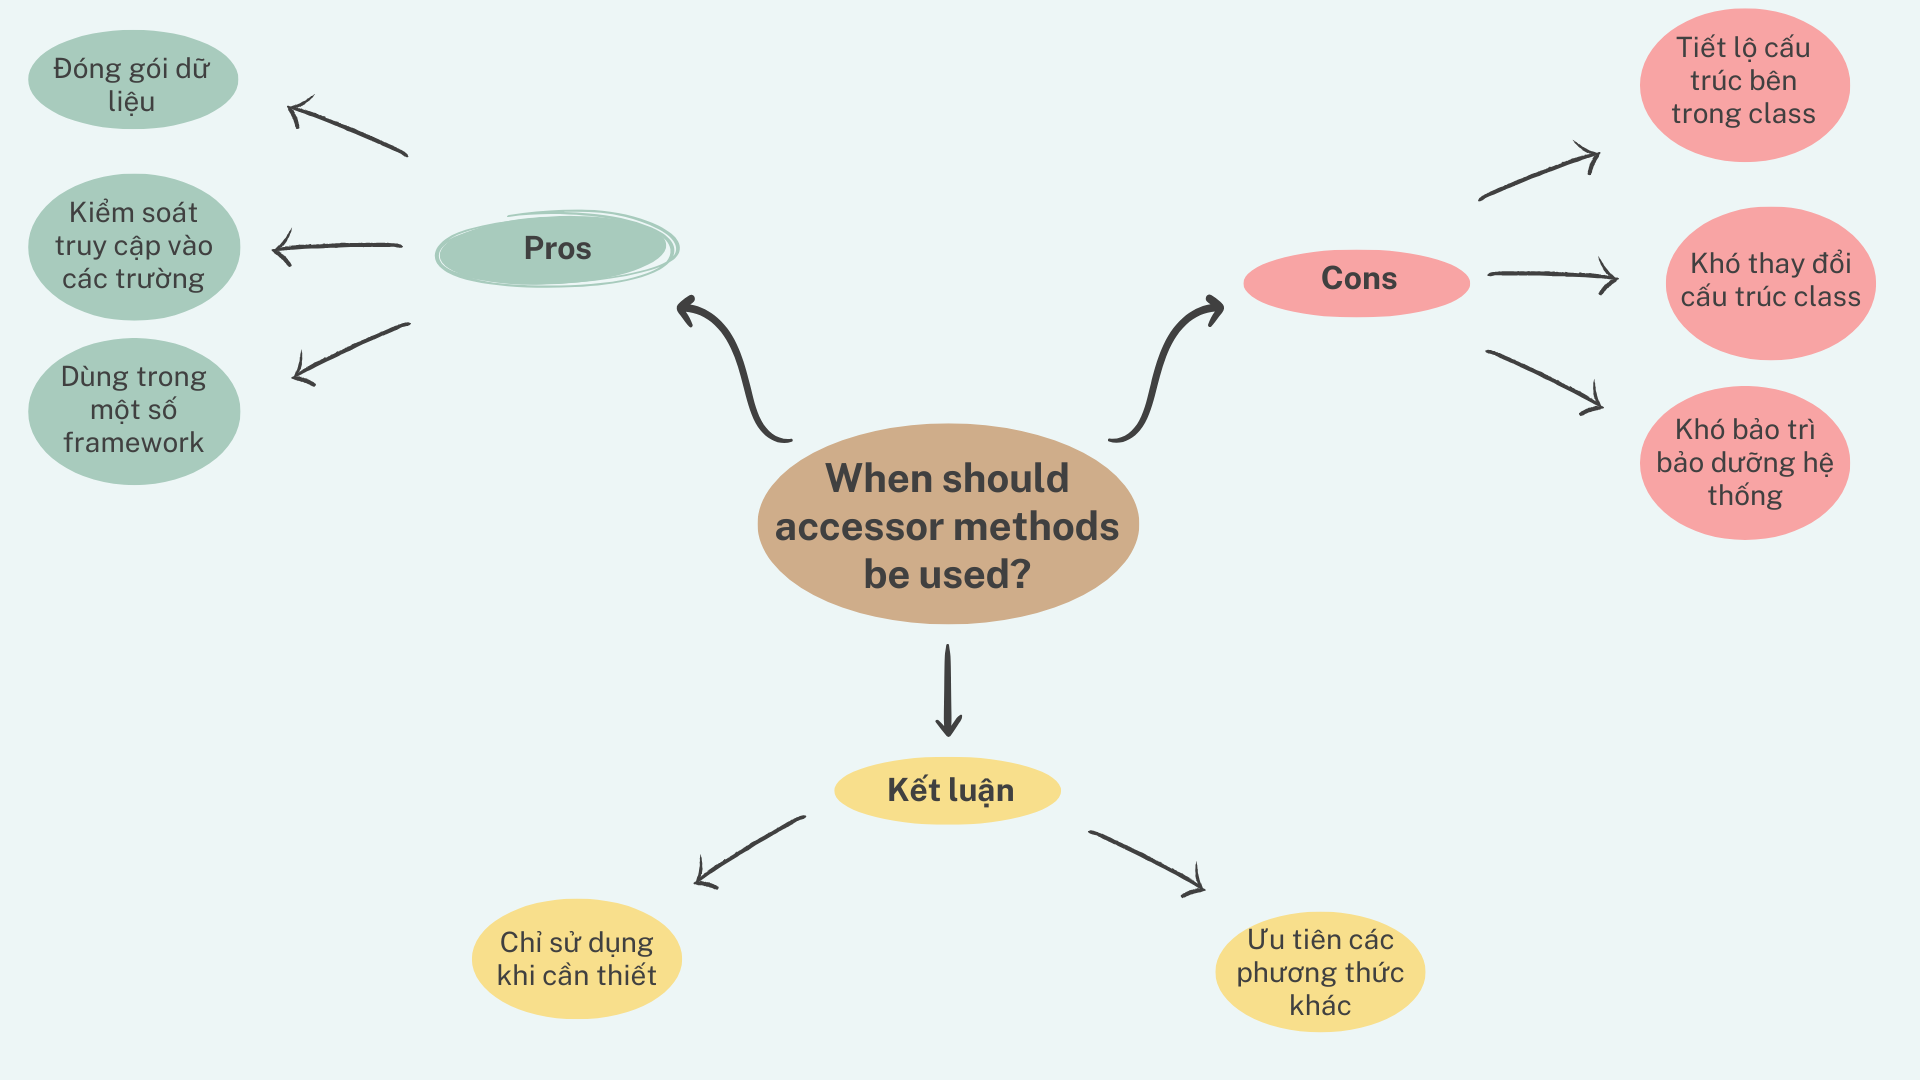 Đóng gói dữ
liệu
Kiểm soát
truy cập vào
các trường
Dùng trong
một số
framework
Pros
Cons
Tiết lộ cấu
trúc bên
trong class
Khó thay đổi
cấu trúc class
Khó bảo trì
bảo dưỡng hệ
thống
When should
accessor methods
be used?
Kết luận
Chỉ sử dụng
khi cần thiết
Ưu tiên các
phương thức
khác